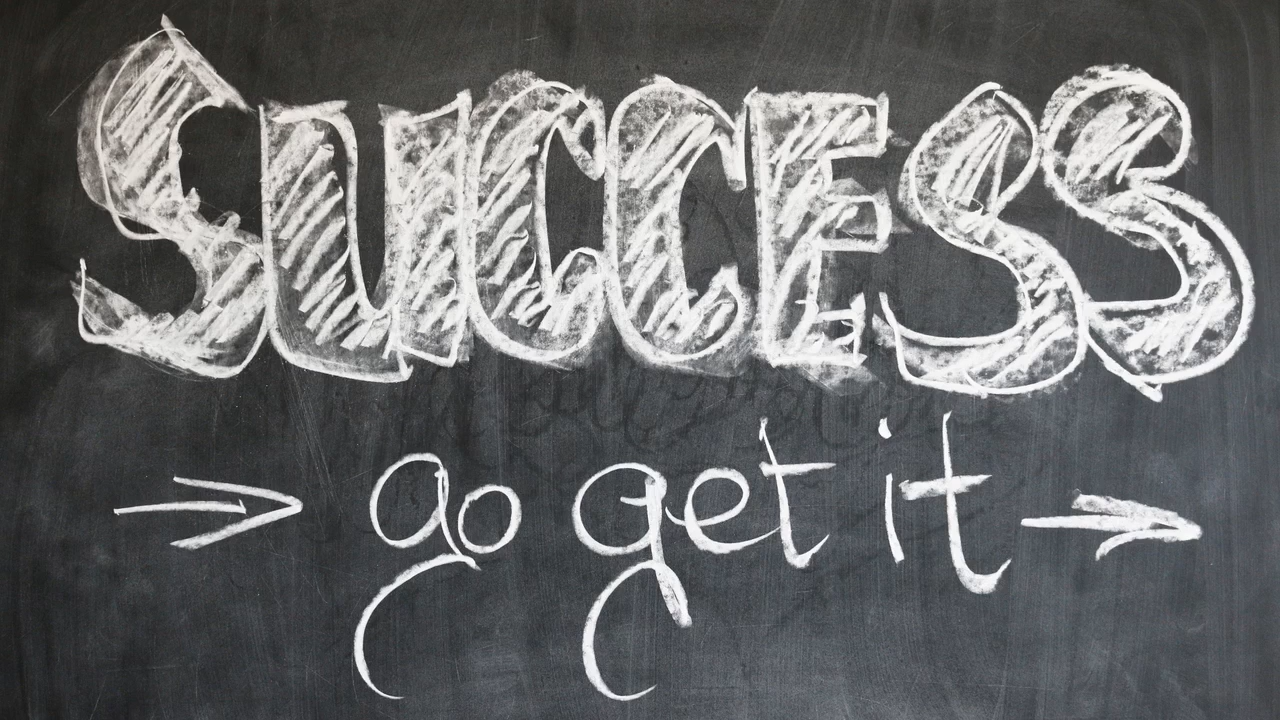 SUCCESS
→ go get it →